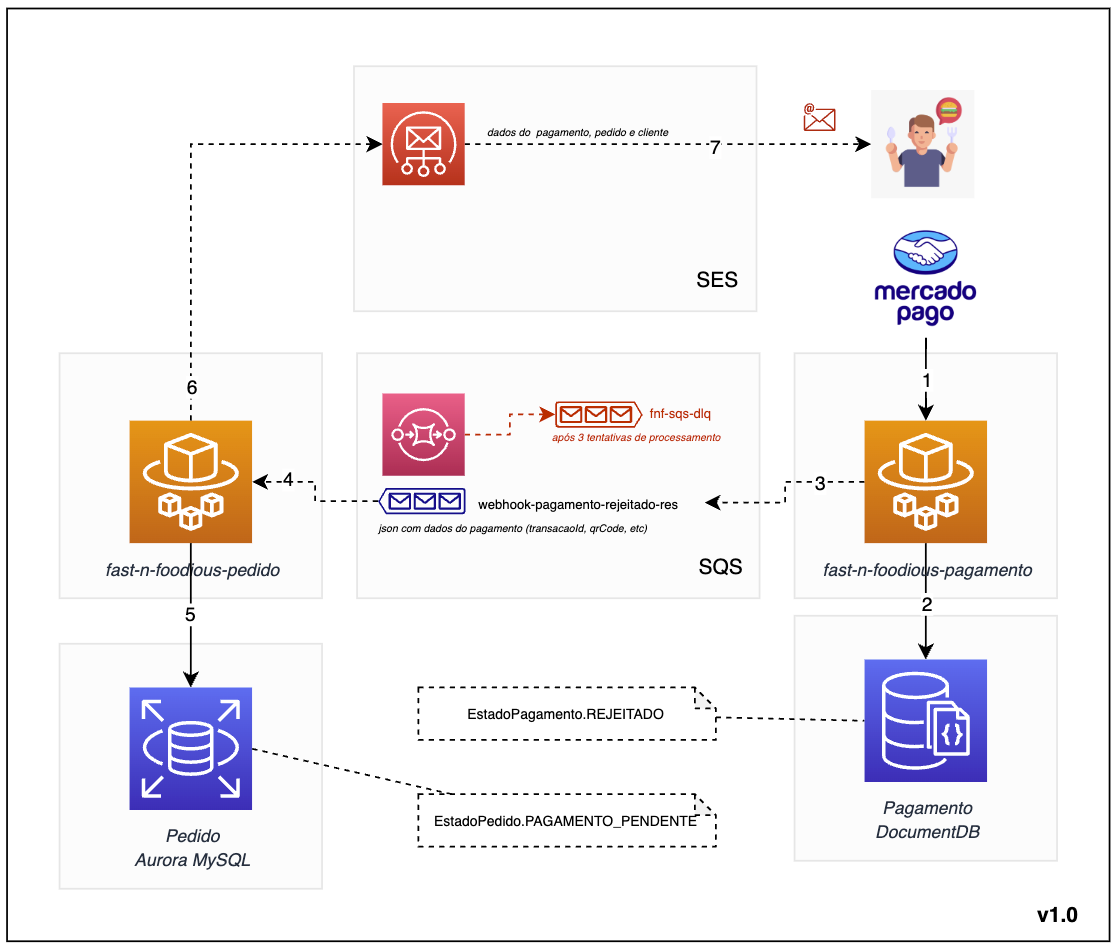 dados do  pagamento, pedido e cliente
7
@
SES
mercado
pago
1
6
fnf-sqs-dlq
após 3 tentativas de processamento
4
3
webhook-pagamento-rejeitado-res
json com dados do pagamento (transacaoId, qrCode, etc)
SQS
fast-n-foodious-pedido
fast-n-foodious-pagamento
5
2
EstadoPagamento.REJEITADO
{}
EstadoPedido.PAGAMENTO_PENDENTE
Pedido
Aurora MySQL
Pagamento
DocumentDB
v1.0